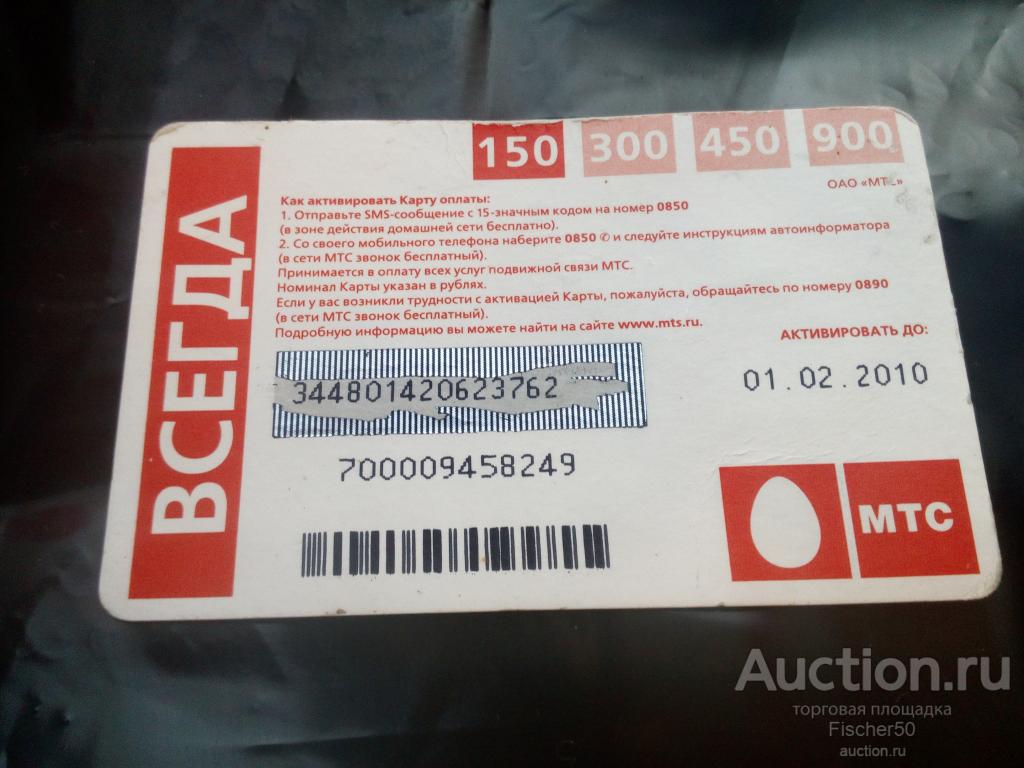 150 300 450 900
ОАО «МТС»
ВСЕГДА
Как активировать Карту оплаты:
1. Отправьте SMS-сообщение с 15-значным кодом на номер 0850
(в зоне действия домашней сети бесплатно).
2. Со своего мобильного телефона наберите 0850 ✆ и следуйте инструкциям автоинформатора
(в сети МТС звонок бесплатный).
Принимается в оплату всех услуг подвижной связи МТС.
Номинал Карты указан в рублях.
Если у вас возникли трудности с активацией Карты, пожалуйста, обращайтесь по номеру 0890
(в сети МТС звонок бесплатный).
Подробную информацию вы можете найти на сайте www.mts.ru.
АКТИВИРОВАТЬ ДО:
01.02.2010
344801420623762
700009458249
МТС
Auction.ru
торговая площадка
Fischer50
auction.ru